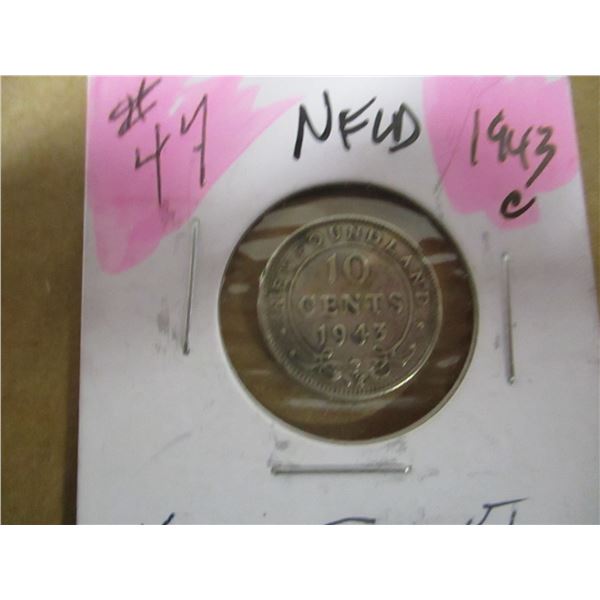 # 47 NFLD 1943
C
NEWFOUNDLAND
10
CENTS
1943